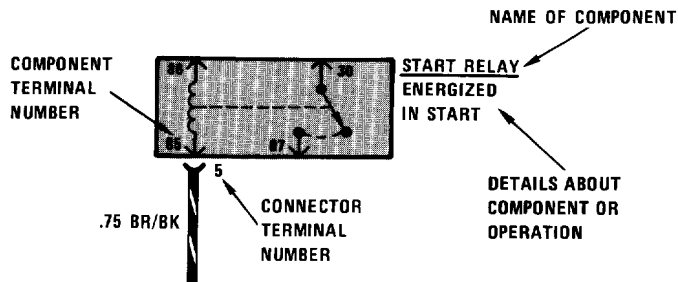 NAME OF COMPONENT
COMPONENT
TERMINAL
NUMBER
86
30
START RELAY
ENERGIZED
IN START
85
87
5
.75 BR/BK
CONNECTOR
TERMINAL
NUMBER
DETAILS ABOUT
COMPONENT OR
OPERATION